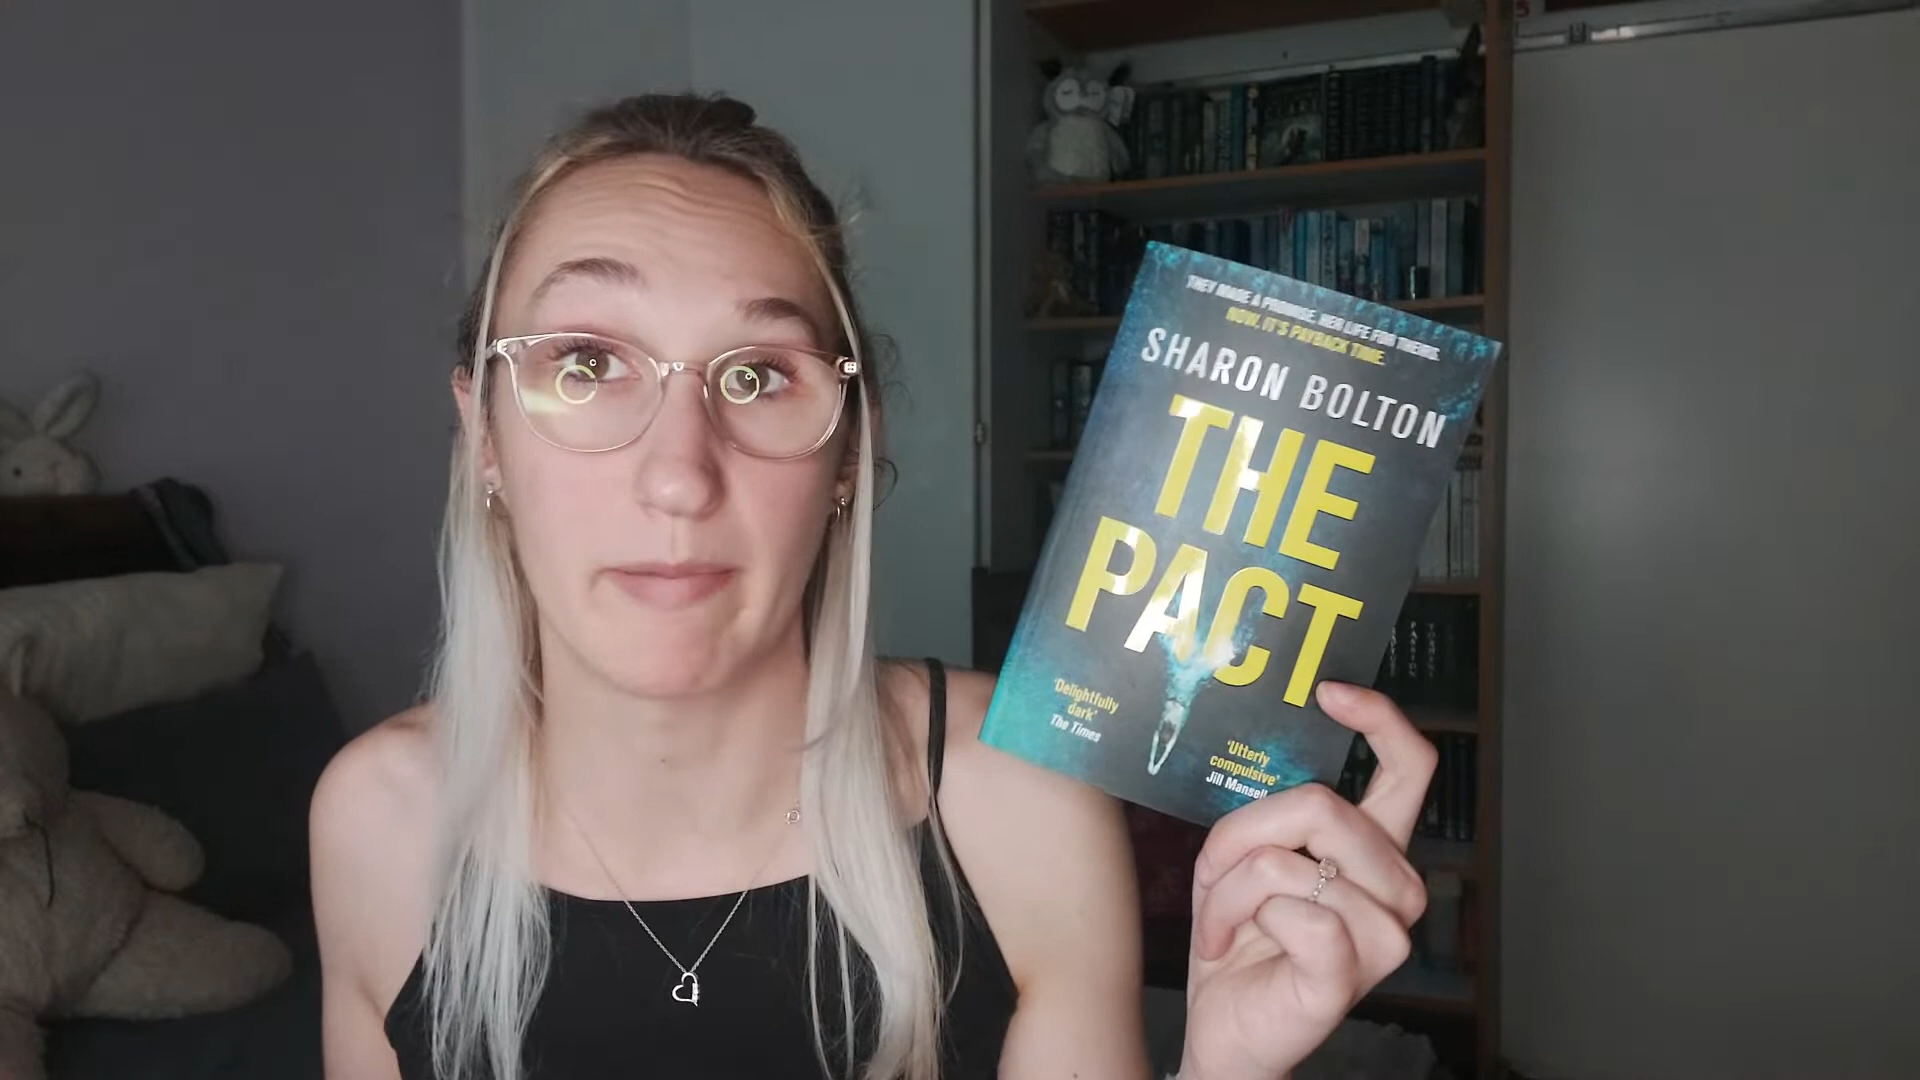 THEY MADE A PROMISE. HER LIFE FOR THEIRS.
NOW, IT'S PAYBACK TIME.
SHARON BOLTON
THE
PACT
'Delightfully
dark'
The Times
'Utterly
compulsive'
Jill Mansell